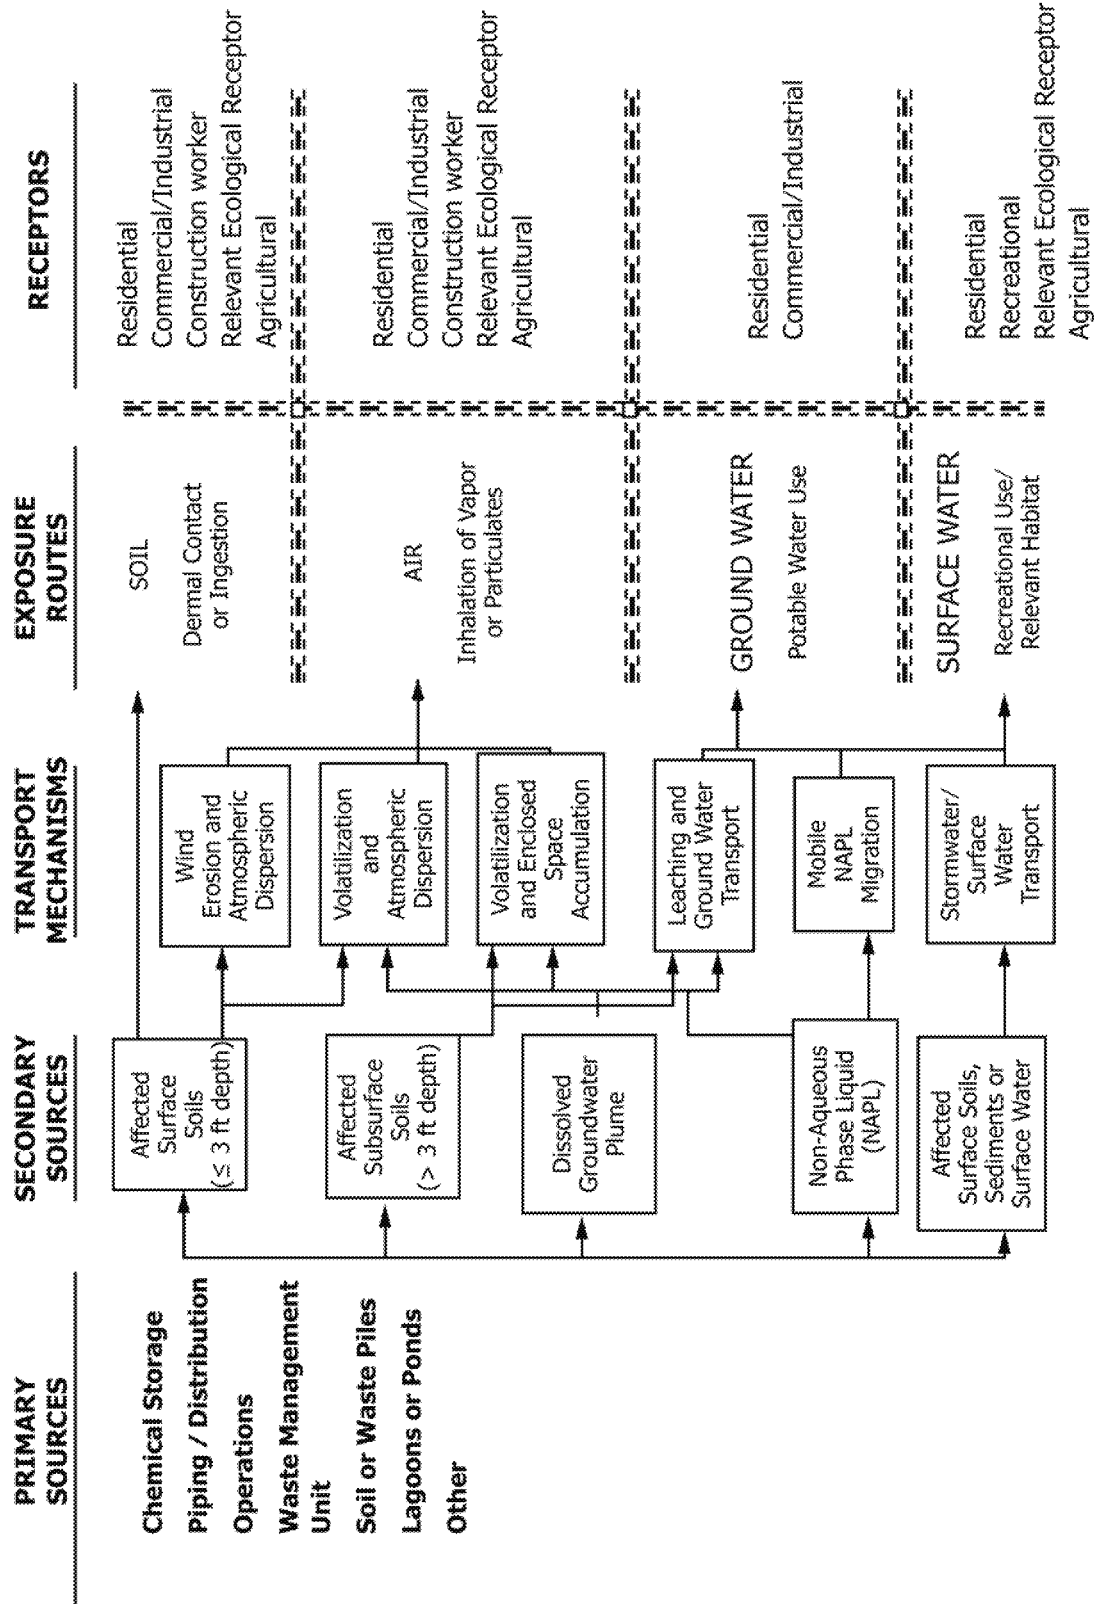 PRIMARY
SOURCES
Chemical Storage
Piping / Distribution
Operations
Waste Management
Unit
Soil or Waste Piles
Lagoons or Ponds
Other
SECONDARY
SOURCES
Affected
Surface
Soils
(≤ 3 ft depth)
Affected
Subsurface
Soils
(> 3 ft depth)
Dissolved
Groundwater
Plume
Non-Aqueous
Phase Liquid
(NAPL)
Affected
Surface Soils,
Sediments or
Surface Water
TRANSPORT
MECHANISMS
Wind
Erosion and
Atmospheric
Dispersion
Volatilization
and
Atmospheric
Dispersion
Volatilization
and Enclosed
Space
Accumulation
Leaching and
Ground Water
Transport
Mobile
NAPL
Migration
Stormwater/
Surface
Water
Transport
EXPOSURE
ROUTES
SOIL
Dermal Contact
or Ingestion
AIR
Inhalation of Vapor
or Particulates
GROUND WATER
Potable Water Use
SURFACE WATER
Recreational Use/
Relevant Habitat
RECEPTORS
Residential
Commercial/Industrial
Construction worker
Relevant Ecological Receptor
Agricultural
Residential
Commercial/Industrial
Construction worker
Relevant Ecological Receptor
Agricultural
Residential
Commercial/Industrial
Residential
Recreational
Relevant Ecological Receptor
Agricultural